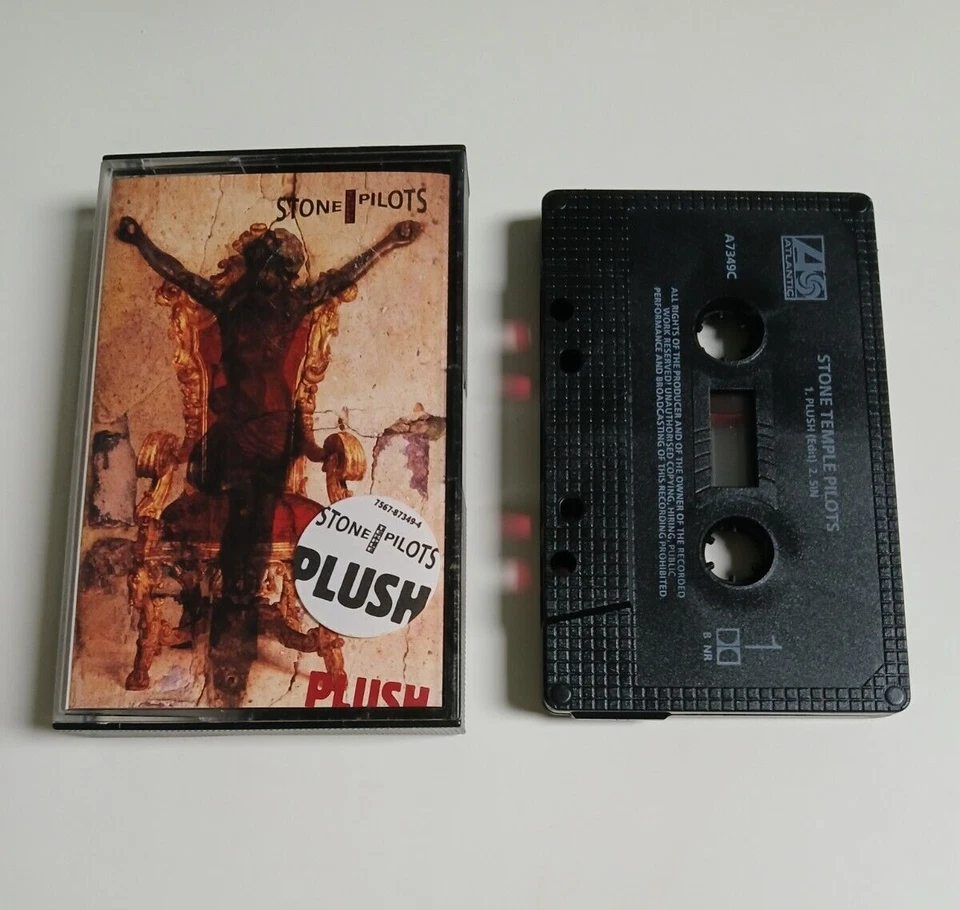 STONE PILOTS
7567-87349-4
STONE TEMPLE PILOTS
PLUSH
PLUSH
ATLANTIC
A7349C
STONE TEMPLE PILOTS
1. PLUSH (Edit) 2. SIN
ALL RIGHTS OF THE PRODUCER AND OF THE OWNER OF THE RECORDED
WORK RESERVED! UNAUTHORISED COPYING, HIRING, PUBLIC
PERFORMANCE AND BROADCASTING OF THIS RECORDING PROHIBITED.
1
B NR